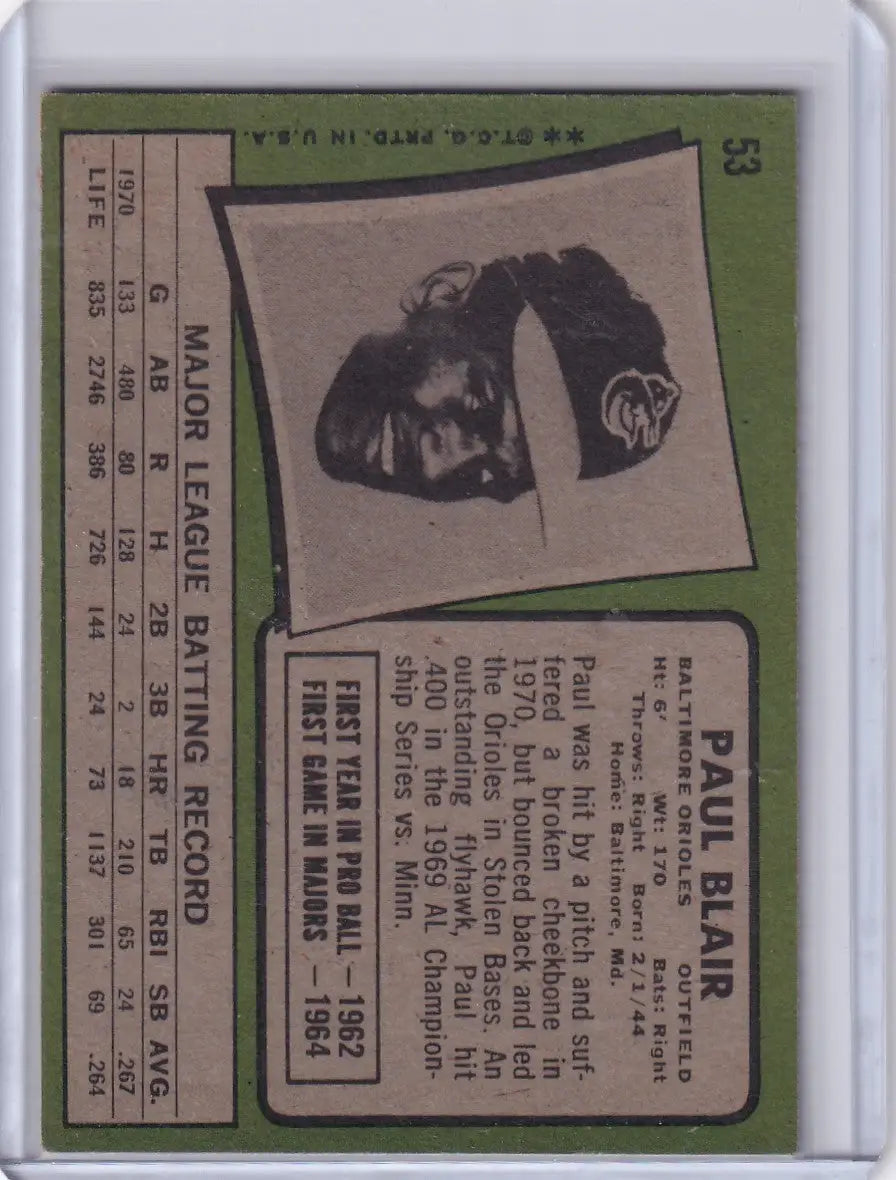 53
**©T.C.G. PRTD. IN U.S.A.
PAUL BLAIR
BALTIMORE ORIOLES OUTFIELD
Ht: 6' Wt: 170 Bats: Right
Throws: Right Born: 2/1/44
Home: Baltimore, Md.
Paul was hit by a pitch and suf-
fered a broken cheekbone in
1970, but bounced back and led
the Orioles in Stolen Bases. An
outstanding flyhawk, Paul hit
.400 in the 1969 AL Champion-
ship Series vs. Minn.
FIRST YEAR IN PRO BALL — 1962
FIRST GAME IN MAJORS — 1964
MAJOR LEAGUE BATTING RECORD
G AB R H 2B 3B HR TB RBI SB AVG.
1970 133 480 80 128 24 2 18 210 65 24 .267
LIFE 835 2746 386 726 144 24 73 1137 301 69 .264